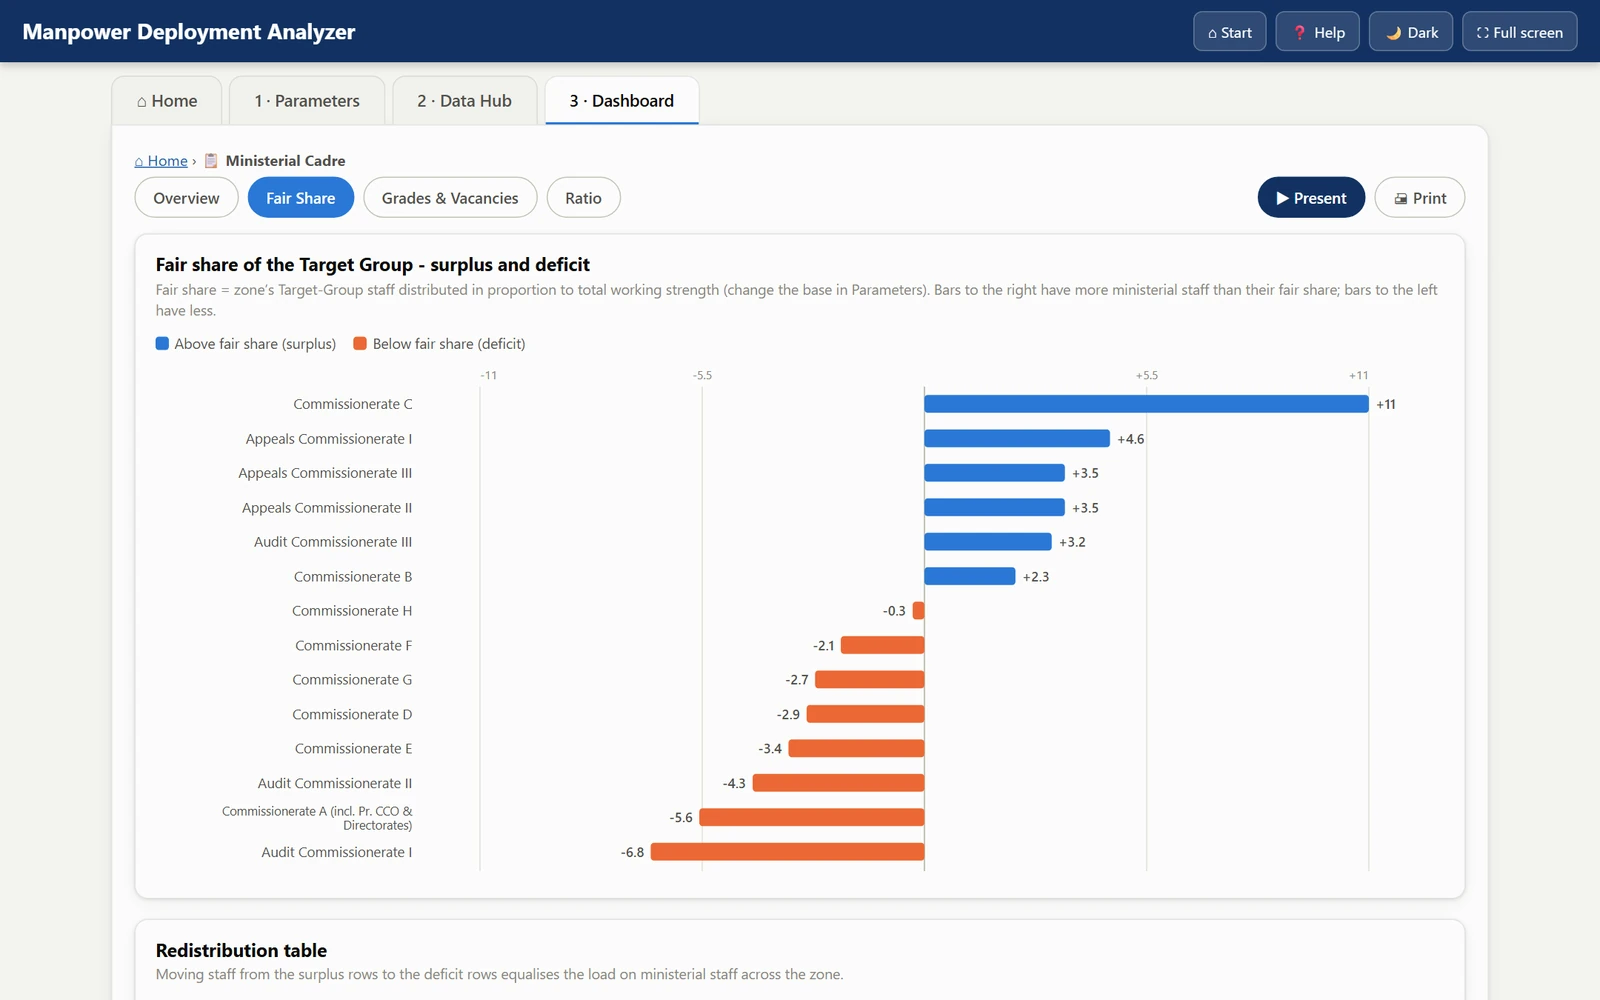 Manpower Deployment Analyzer
⌂ Start
❓ Help
🌙 Dark
⛶ Full screen
⌂ Home
1 · Parameters
2 · Data Hub
3 · Dashboard
⌂ Home › 📋 Ministerial Cadre
Overview
Fair Share
Grades & Vacancies
Ratio
▶ Present
🖨 Print
Fair share of the Target Group - surplus and deficit
Fair share = zone's Target-Group staff distributed in proportion to total working strength (change the base in Parameters). Bars to the right have more ministerial staff than their fair share; bars to the left
have less.
Above fair share (surplus)
Below fair share (deficit)
-11
-5.5
+5.5
+11
Commissionerate C +11
Appeals Commissionerate I +4.6
Appeals Commissionerate III +3.5
Appeals Commissionerate II +3.5
Audit Commissionerate III +3.2
Commissionerate B +2.3
Commissionerate H -0.3
Commissionerate F -2.1
Commissionerate G -2.7
Commissionerate D -2.9
Commissionerate E -3.4
Audit Commissionerate II -4.3
Commissionerate A (incl. Pr. CCO &
Directorates) -5.6
Audit Commissionerate I -6.8
Redistribution table
Moving staff from the surplus rows to the deficit rows equalises the load on ministerial staff across the zone.